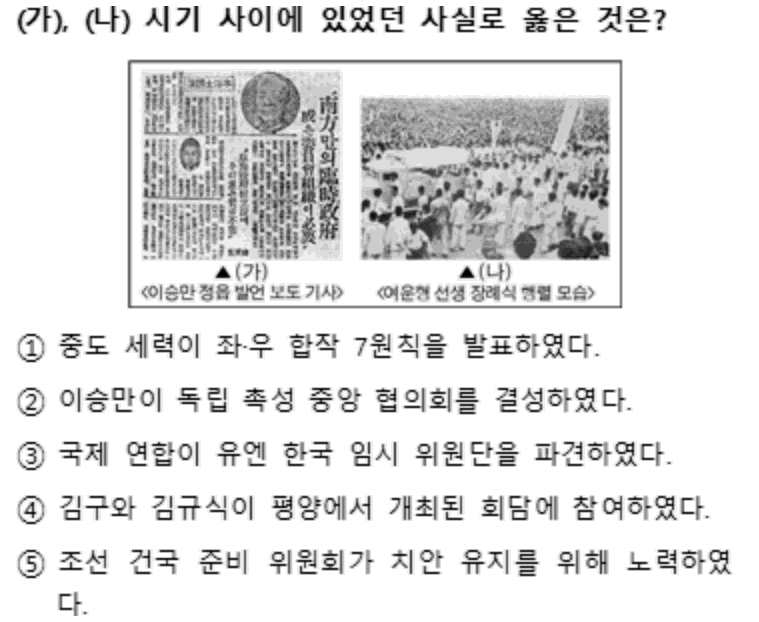 (가), (나) 시기 사이에 있었던 사실로 옳은 것은?
南方만의 臨時政府
▲(가)
<이승만 정읍 발언 보도 기사>
▲(나)
<여운형 선생 장례식 행렬 모습>
① 중도 세력이 좌·우 합작 7원칙을 발표하였다.
② 이승만이 독립 촉성 중앙 협의회를 결성하였다.
③ 국제 연합이 유엔 한국 임시 위원단을 파견하였다.
④ 김구와 김규식이 평양에서 개최된 회담에 참여하였다.
⑤ 조선 건국 준비 위원회가 치안 유지를 위해 노력하였
다.